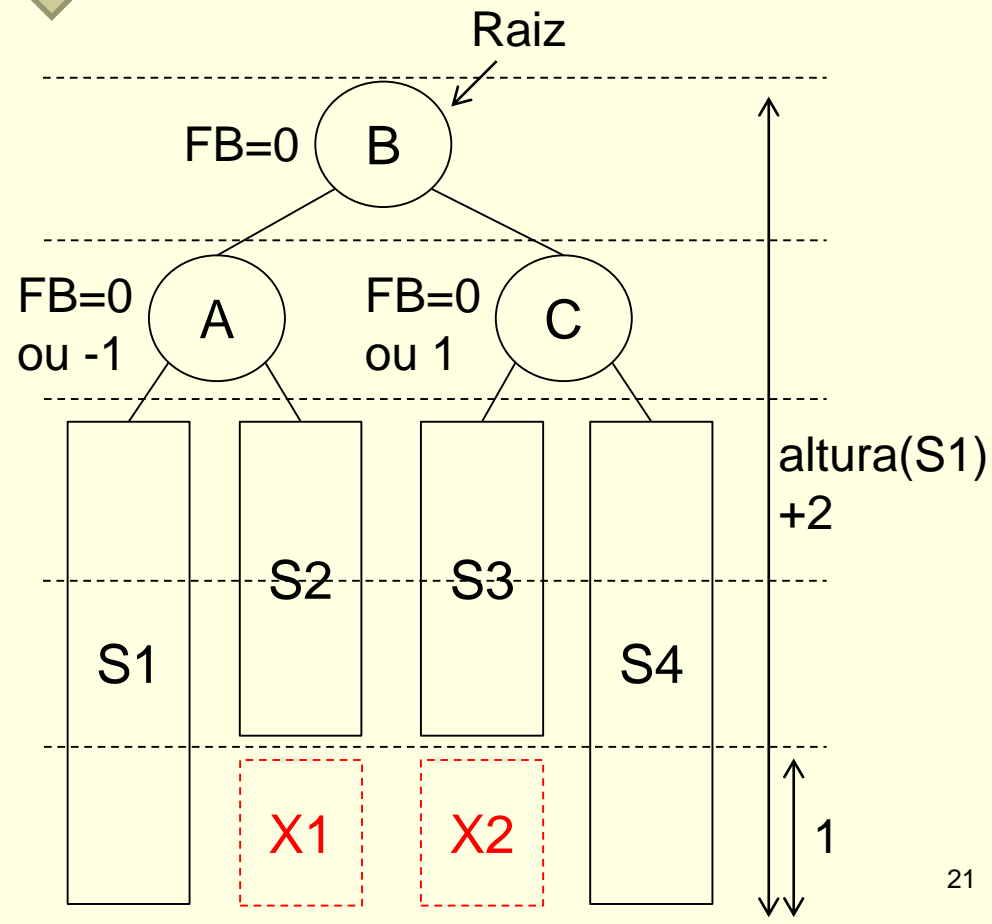 Raiz
FB=0
B
FB=0
ou -1
A
FB=0
ou 1
C
altura(S1)
+2
S2
S3
S1
S4
X1
X2
1
21